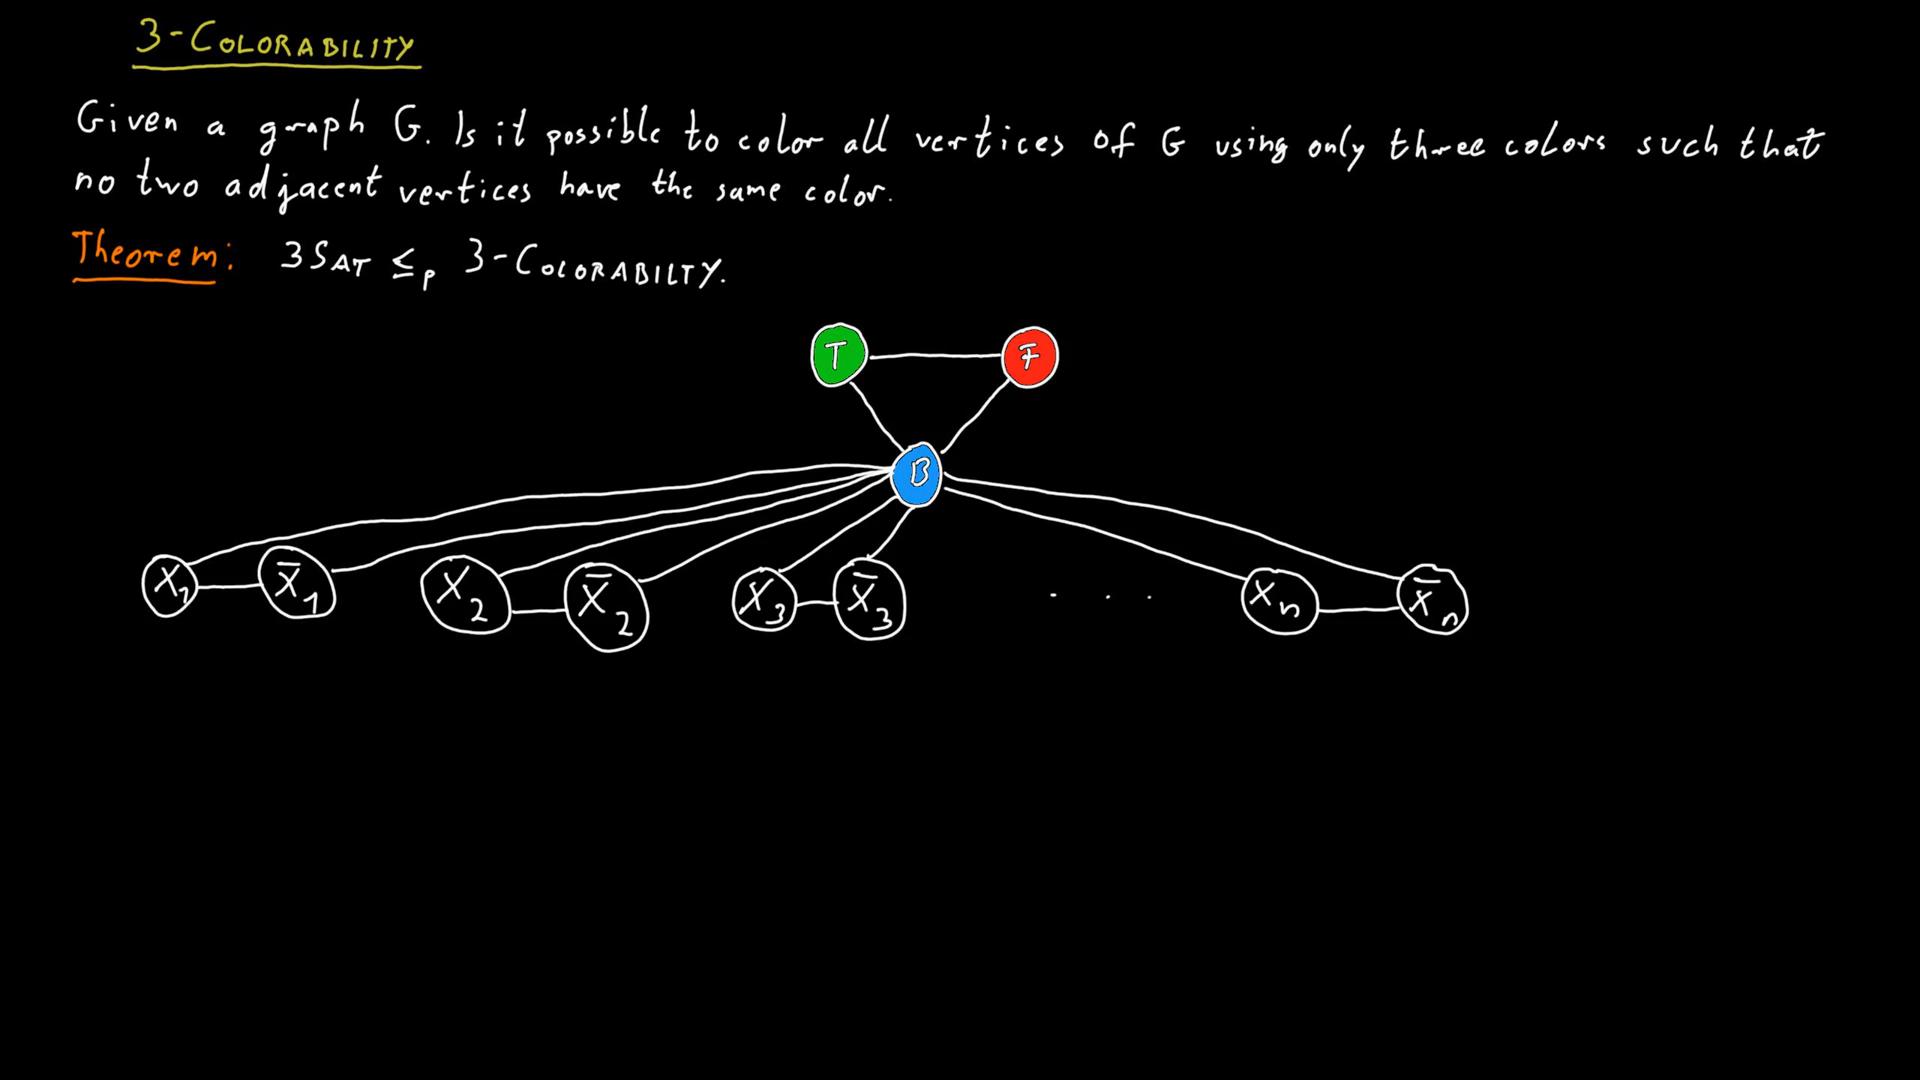 3-COLORABILITY
Given a graph G. Is it possible to color all vertices of G using only three colors such that
no two adjacent vertices have the same color.
Theorem: 3SAT ≤p 3-COLORABILTY.
T F
B
X₁ X̄₁ X₂ X̄₂ X₃ X̄₃ . . . Xₙ X̄ₙ